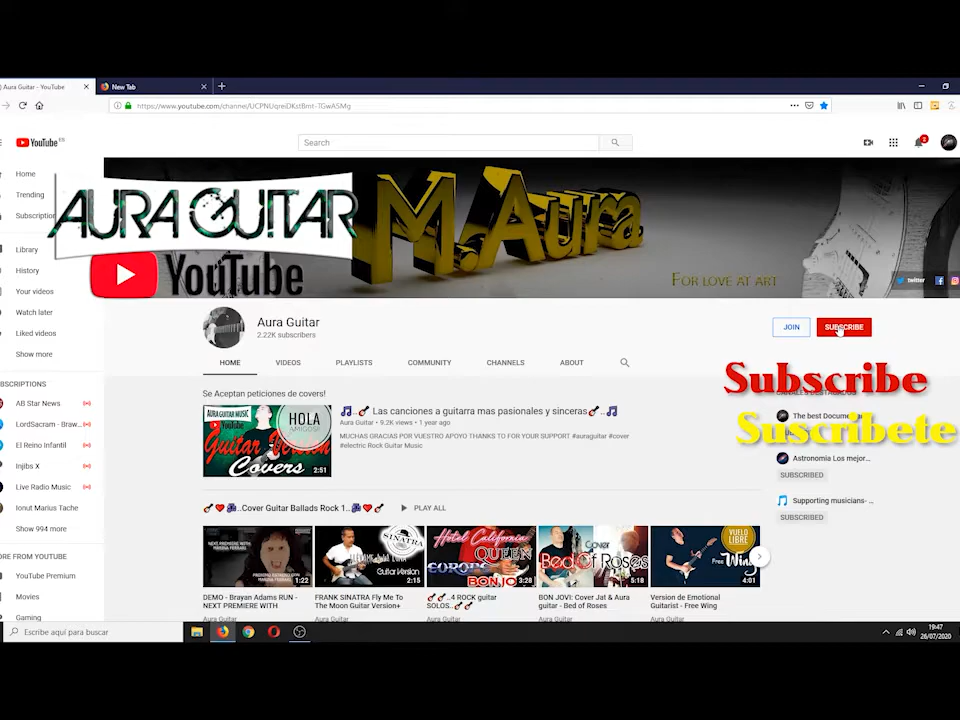 Aura Guitar - YouTube
New Tab
https://www.youtube.com/channel/UCPNUqreiDKstBmt-TGwASMg
YouTube
Search
2
Home
Trending
Subscription
Library
History
Your videos
Watch later
Liked videos
Show more
AURA GUITAR
YouTube
M.Aura
FOR LOVE AT ART
twitter
Aura Guitar
2.22K subscribers
JOIN
SUBSCRIBE
HOME
VIDEOS
PLAYLISTS
COMMUNITY
CHANNELS
ABOUT
Subscribe
Suscribete
BSCRIPTIONS
AB Star News
LordSacram - Braw...
El Reino Infantil
Injibs X
Live Radio Music
Ionut Marius Tache
Show 994 more
ORE FROM YOUTUBE
YouTube Premium
Movies
Gaming
Se Aceptan peticiones de covers!
AURA GUITAR MUSIC
YouTube
HOLA
AMIGOS!
Guitar Version
Covers
2:51
..Las canciones a guitarra mas pasionales y sinceras..
Aura Guitar • 9.2K views • 1 year ago
MUCHAS GRACIAS POR VUESTRO APOYO THANKS TO FOR YOUR SUPPORT #auraguitar #cover
#electric Rock Guitar Music
The best Docume
Astronomia Los mejor...
SUBSCRIBED
Supporting musicians- ...
SUBSCRIBED
..Cover Guitar Ballads Rock 1..
PLAY ALL
1:22
SINATRA
Guitar Version
2:15
Hotel California
QUEEN
EUROPE
BON JOVI
3:28
Cover
Bed Of Roses
5:18
VUELO
LIBRE
Free Wing
4:01
DEMO - Brayan Adams RUN -
NEXT PREMIERE WITH
FRANK SINATRA Fly Me To
The Moon Guitar Version+
..4 ROCK guitar
SOLOS..
BON JOVI: Cover Jat & Aura
guitar - Bed of Roses
Version de Emotional
Guitarist - Free Wing
Aura Guitar
Aura Guitar
Aura Guitar
Aura Guitar
Aura Guitar
Escribe aquí para buscar
19:47
26/07/2020